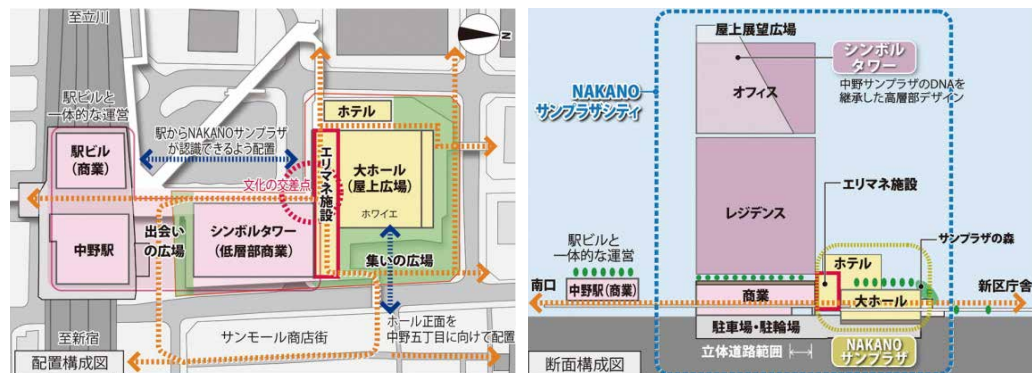 至立川
N
駅ビルと
一体的な運営
駅からNAKANOサンプラザ
が認識できるよう配置
ホテル
駅ビル
(商業)
文化の交差点
エリマネ施設
大ホール
(屋上広場)
ホワイエ
中野駅
出会い
の広場
シンボルタワー
(低層部商業)
集いの広場
至新宿
サンモール商店街
ホール正面を
中野五丁目に向けて配置
配置構成図
屋上展望広場
シンボル
タワー
中野サンプラザのDNAを
継承した高層部デザイン
オフィス
NAKANO
サンプラザシティ
レジデンス
エリマネ施設
サンプラザの森
駅ビルと
一体的な運営
ホテル
南口
中野駅(商業)
商業
大ホール
新区庁舎
駐車場・駐輪場
立体道路範囲
NAKANO
サンプラザ
断面構成図